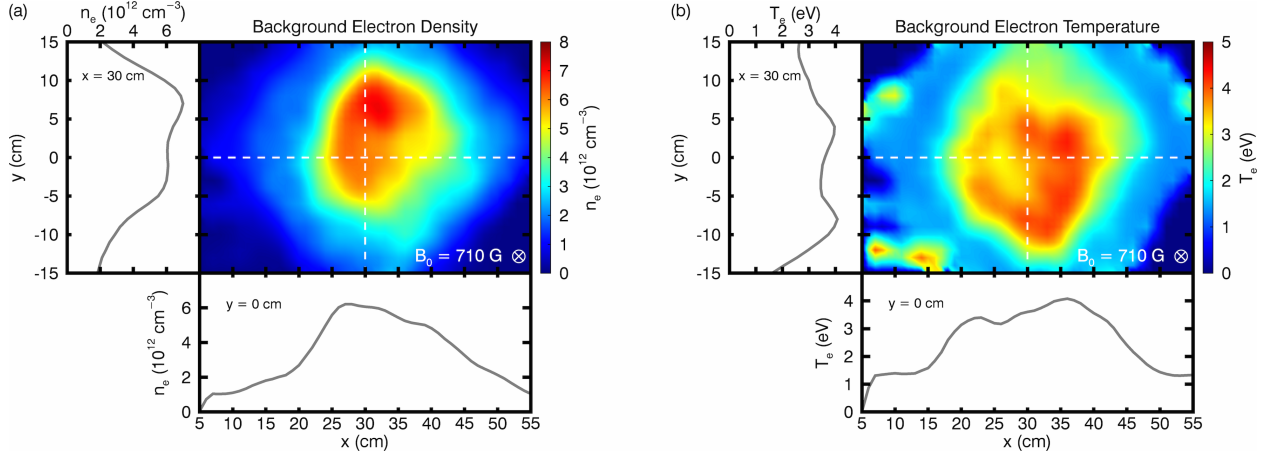 (a)
n_e (10^12 cm^−3)
0 2 4 6
Background Electron Density
15
10
5
0
-5
-10
-15
y (cm)
x = 30 cm
B_0 = 710 G ⊗
8
7
6
5
4
3
2
1
0
n_e (10^12 cm^−3)
n_e (10^12 cm^−3)
6
4
2
0
y = 0 cm
5 10 15 20 25 30 35 40 45 50 55
x (cm)
(b)
T_e (eV)
0 1 2 3 4
Background Electron Temperature
15
10
5
0
-5
-10
-15
y (cm)
x = 30 cm
B_0 = 710 G ⊗
5
4
3
2
1
0
T_e (eV)
T_e (eV)
4
3
2
1
0
y = 0 cm
5 10 15 20 25 30 35 40 45 50 55
x (cm)